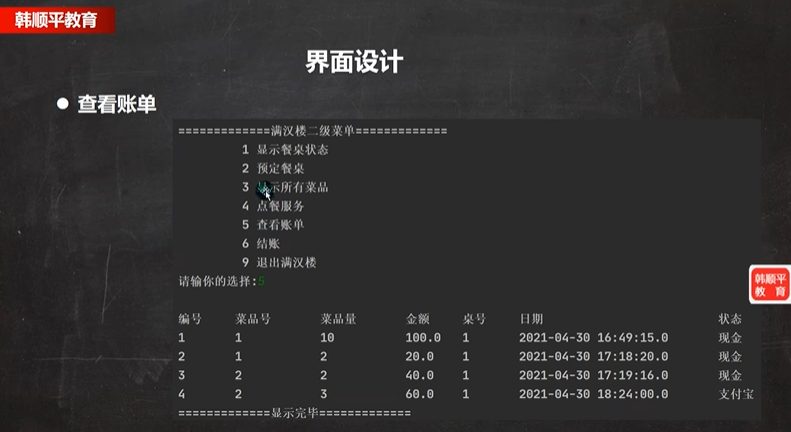 韩顺平教育
界面设计
● 查看账单
=============满汉楼二级菜单=============
1 显示餐桌状态
2 预定餐桌
3 显示所有菜品
4 点餐服务
5 查看账单
6 结账
9 退出满汉楼
请输你的选择:5
韩顺平
教 育
编号 菜品号 菜品量 金额 桌号 日期 状态
1 1 10 100.0 1 2021-04-30 16:49:15.0 现金
2 1 2 20.0 1 2021-04-30 17:18:20.0 现金
3 2 2 40.0 1 2021-04-30 17:19:16.0 现金
4 2 3 60.0 1 2021-04-30 18:24:00.0 支付宝
=============显示完毕=============